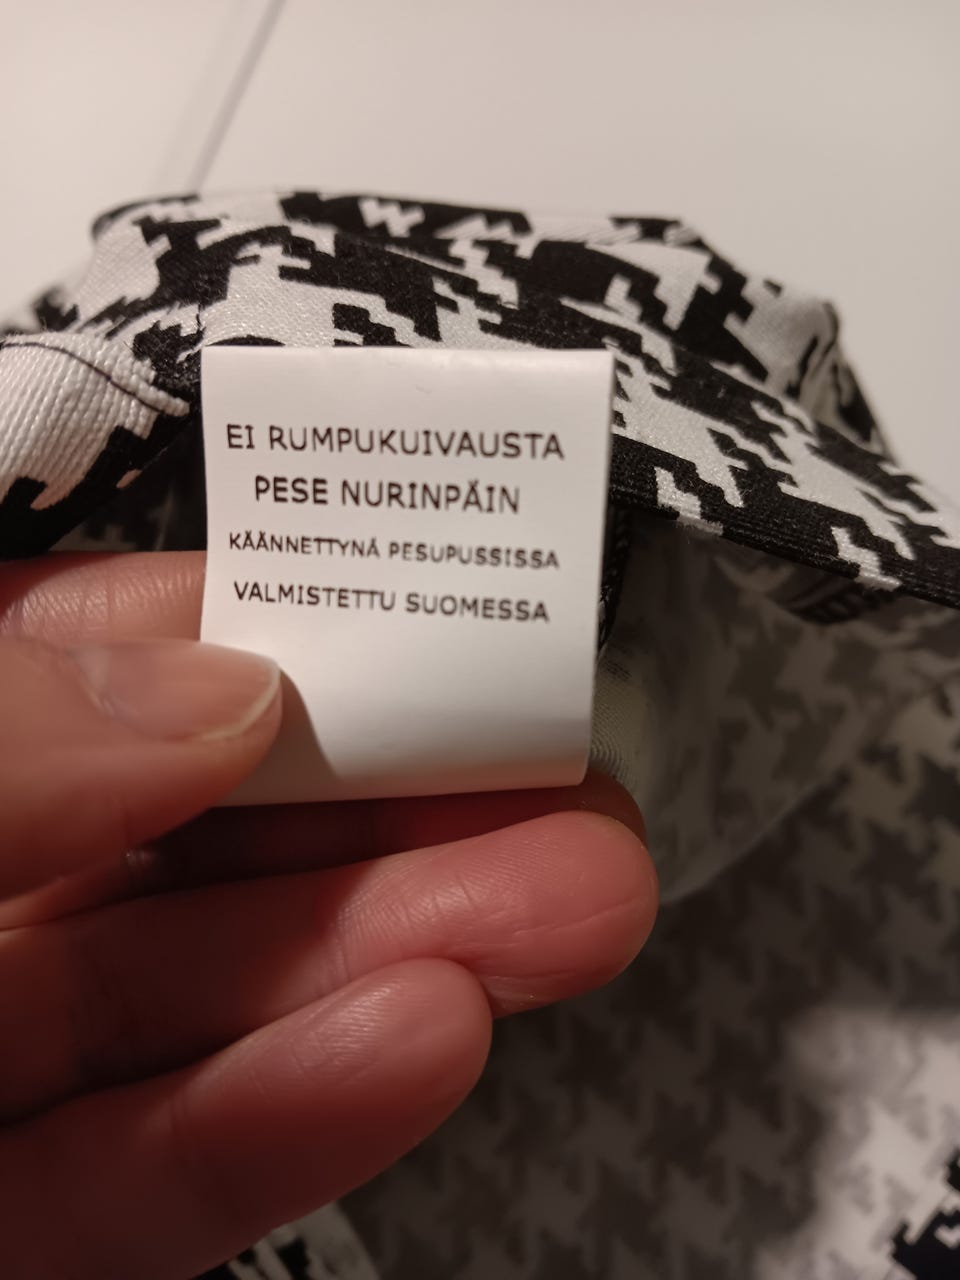 EI RUMPUKUIVAUSTA
PESE NURINPÄIN
KÄÄNNETTYNÄ PESUPUSSISSA
VALMISTETTU SUOMESSA